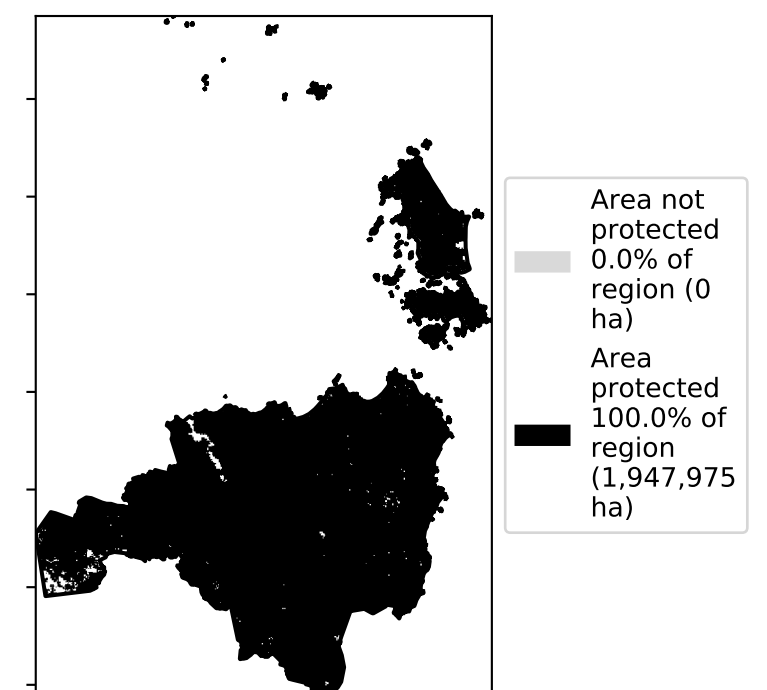 Area not
protected
0.0% of
region (0
ha)
Area
protected
100.0% of
region
(1,947,975
ha)